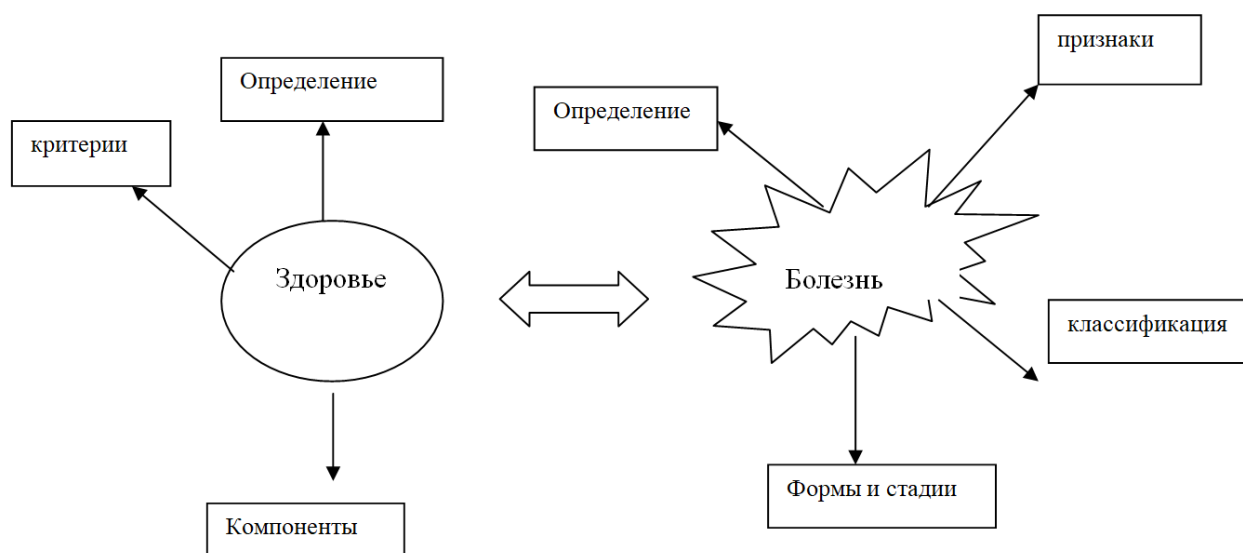 признаки
Определение
Определение
критерии
Здоровье
Болезнь
классификация
Формы и стадии
Компоненты